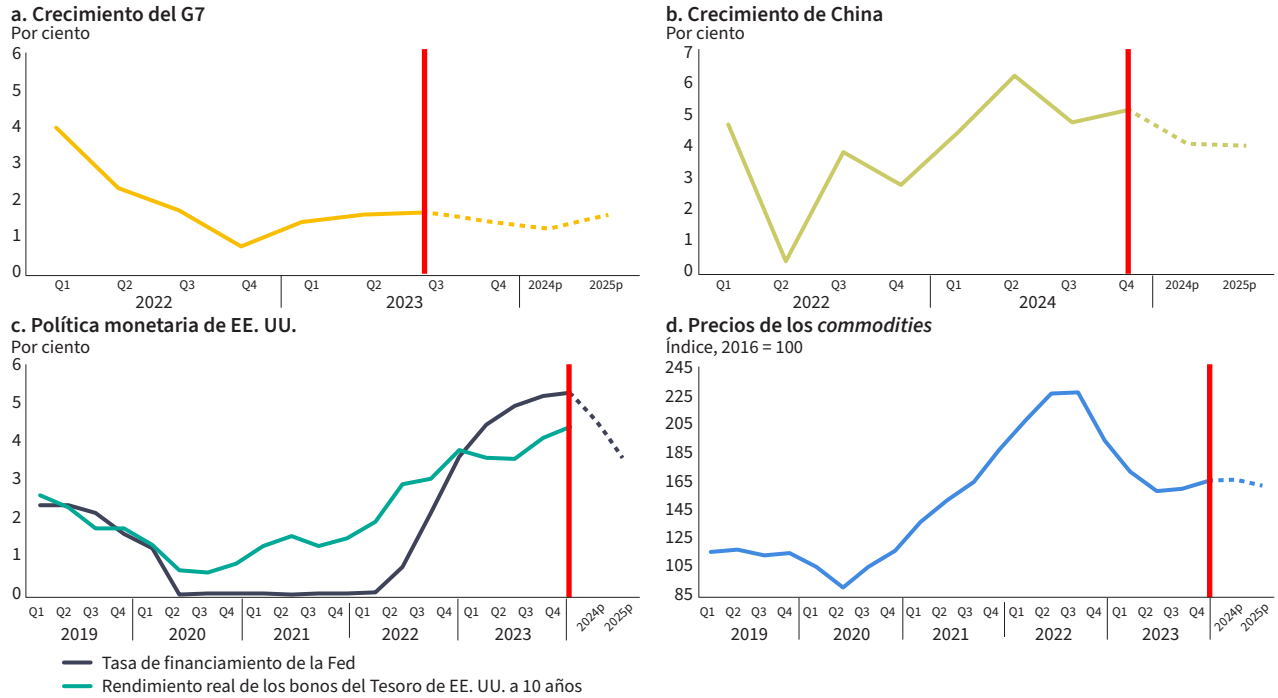 a. Crecimiento del G7
Por ciento
6
5
4
3
2
1
0
Q1 Q2 Q3 Q4 Q1 Q2 Q3 Q4 2024p 2025p
2022 2023
b. Crecimiento de China
Por ciento
7
6
5
4
3
2
1
0
Q1 Q2 Q3 Q4 Q1 Q2 Q3 Q4 2024p 2025p
2022 2024
c. Política monetaria de EE. UU.
Por ciento
6
5
4
3
2
1
0
Q1 Q2 Q3 Q4 Q1 Q2 Q3 Q4 Q1 Q2 Q3 Q4 Q1 Q2 Q3 Q4 Q1 Q2 Q3 Q4 2024p 2025p
2019 2020 2021 2022 2023
Tasa de financiamiento de la Fed
Rendimiento real de los bonos del Tesoro de EE. UU. a 10 años
d. Precios de los commodities
Índice, 2016 = 100
245
225
205
185
165
145
125
105
85
Q1 Q2 Q3 Q4 Q1 Q2 Q3 Q4 Q1 Q2 Q3 Q4 Q1 Q2 Q3 Q4 Q1 Q2 Q3 Q4 2024p 2025p
2019 2020 2021 2022 2023